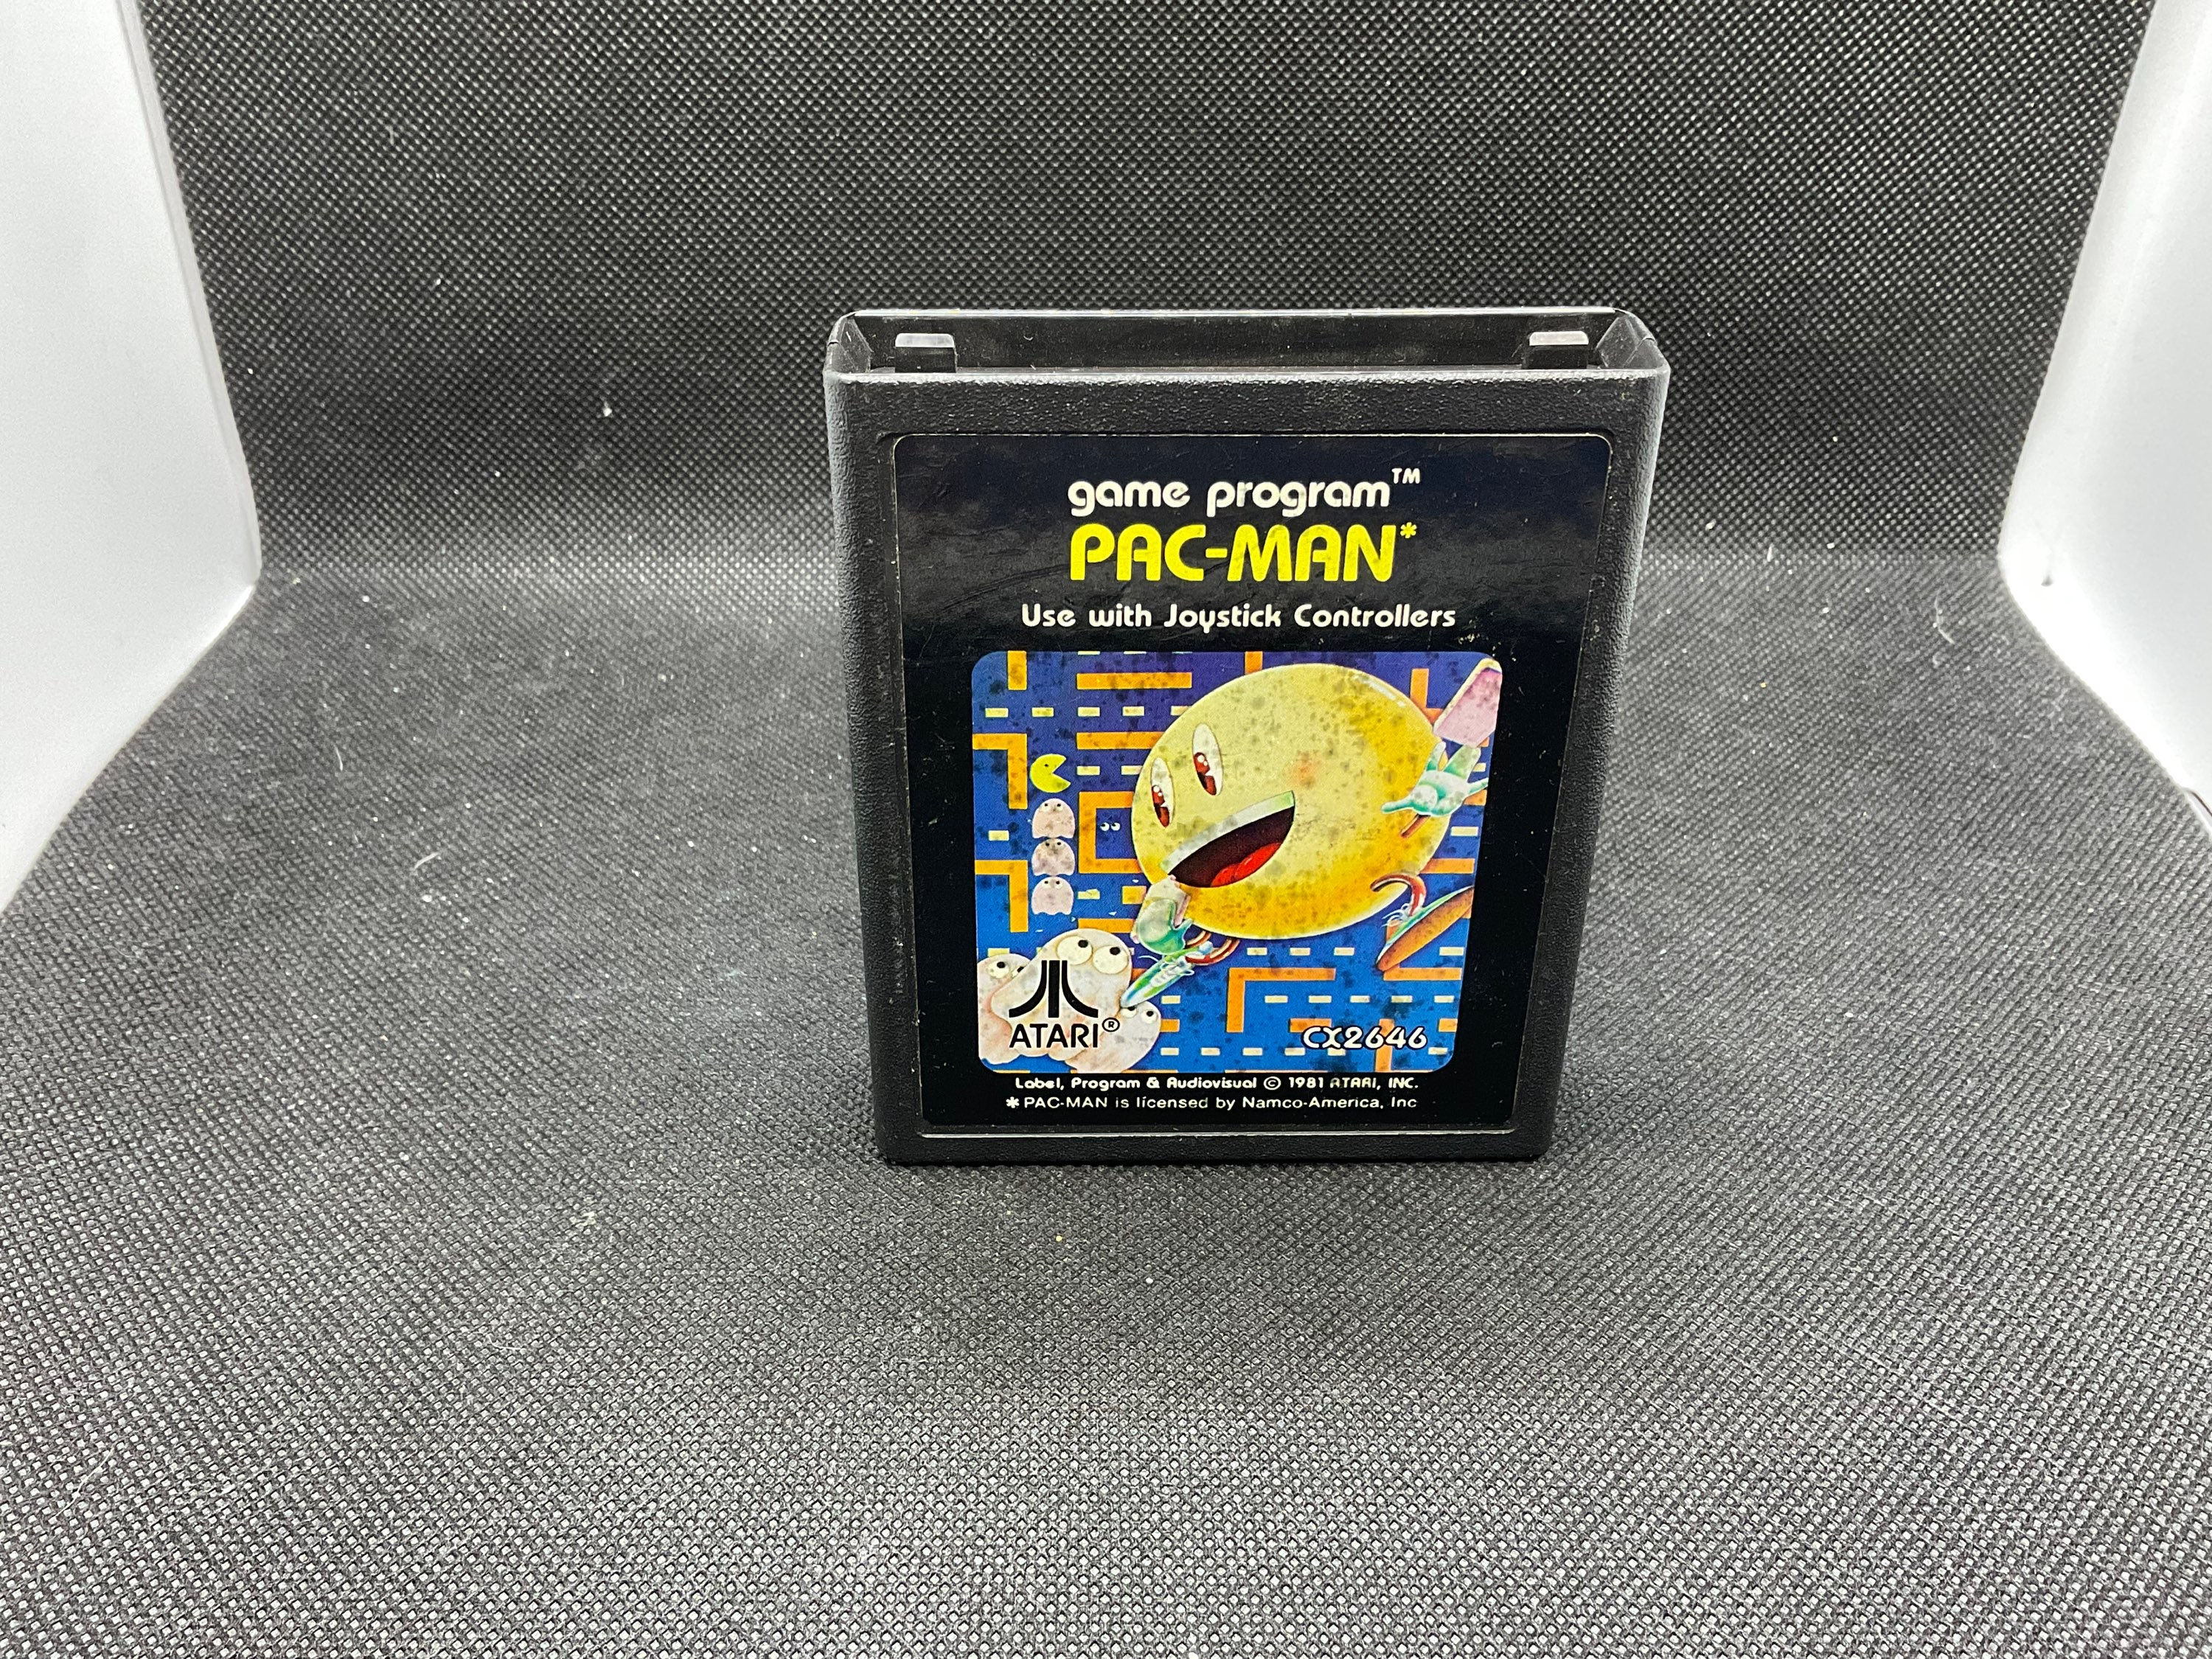 game program™
PAC-MAN*
Use with Joystick Controllers
ATARI®
CX2646
Label, Program & Audiovisual © 1981 ATARI, INC.
* PAC-MAN is licensed by Namco-America, Inc